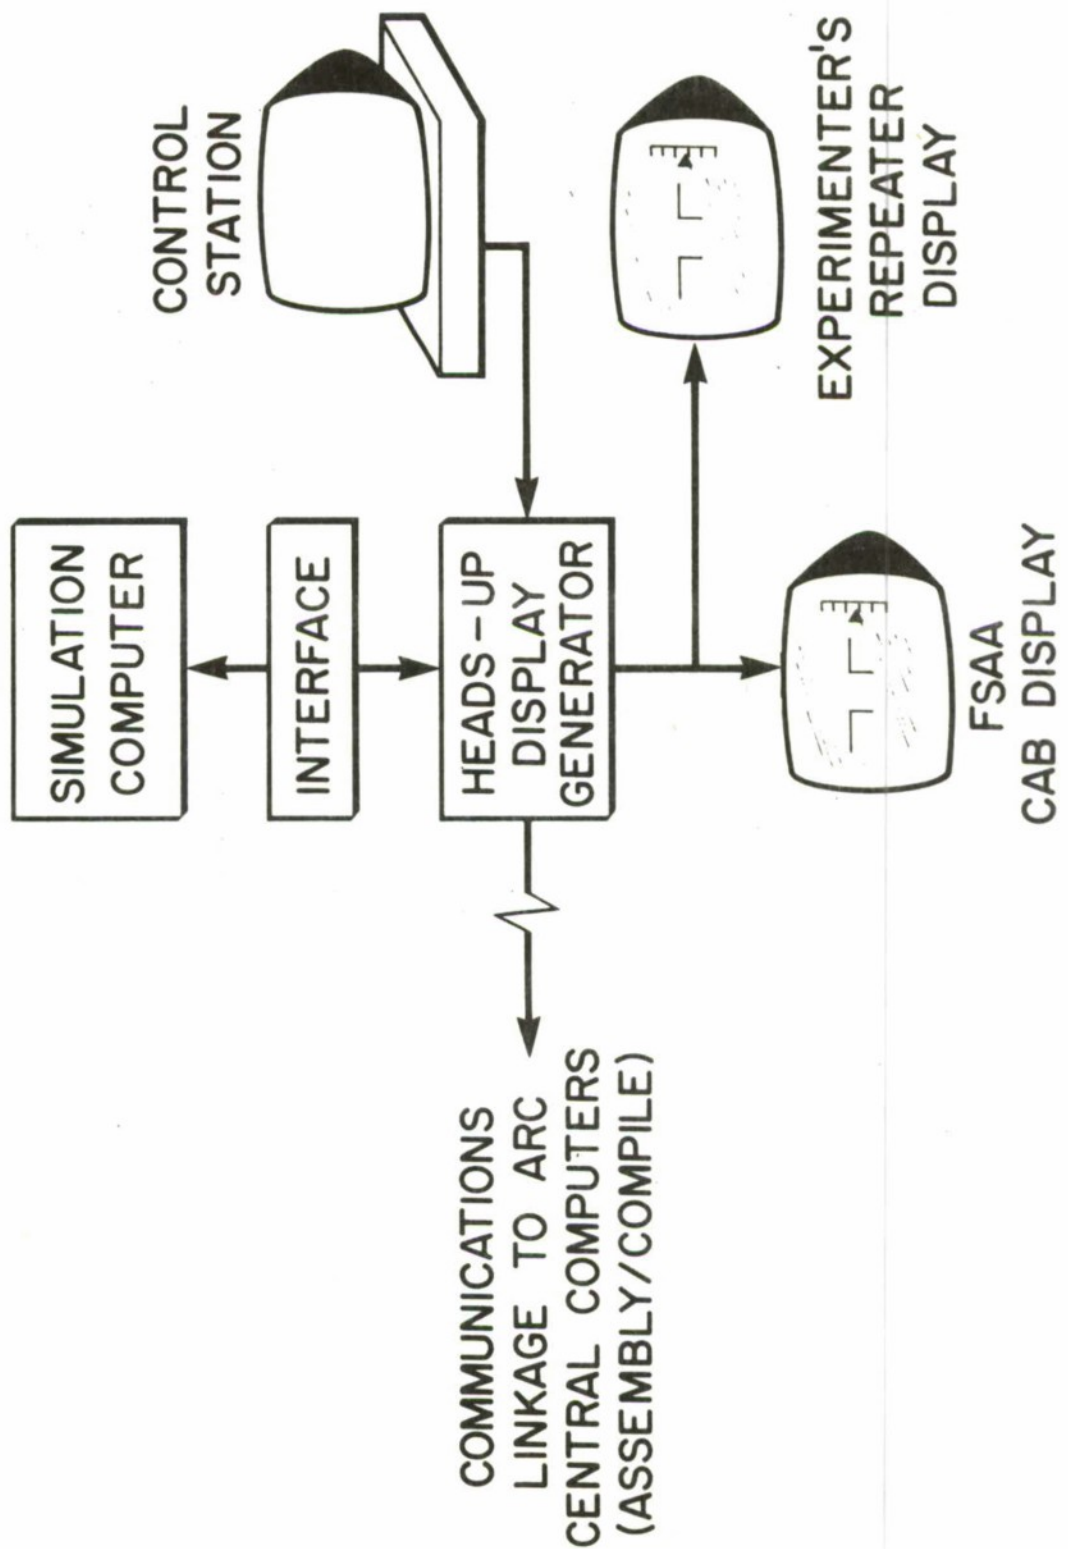 SIMULATION
COMPUTER
INTERFACE
HEADS-UP
DISPLAY
GENERATOR
CONTROL
STATION
COMMUNICATIONS
LINKAGE TO ARC
CENTRAL COMPUTERS
(ASSEMBLY/COMPILE)
FSAA
CAB DISPLAY
EXPERIMENTER'S
REPEATER
DISPLAY